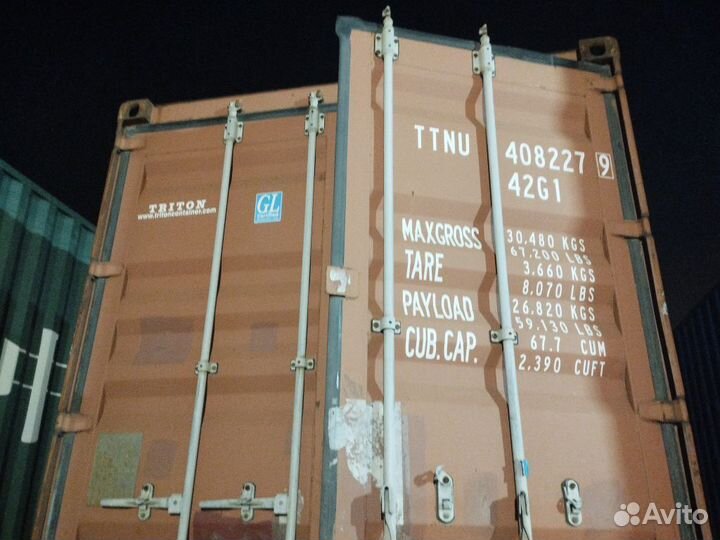 TTNU 408227 9
42G1
TRITON
www.tritoncontainer.com
GL
MAX.GROSS 30,480 KGS
67,200 LBS
TARE 3,660 KGS
8,070 LBS
PAYLOAD 26,820 KGS
59,130 LBS
CUB.CAP. 67.7 CUM
2,390 CUFT
Avito